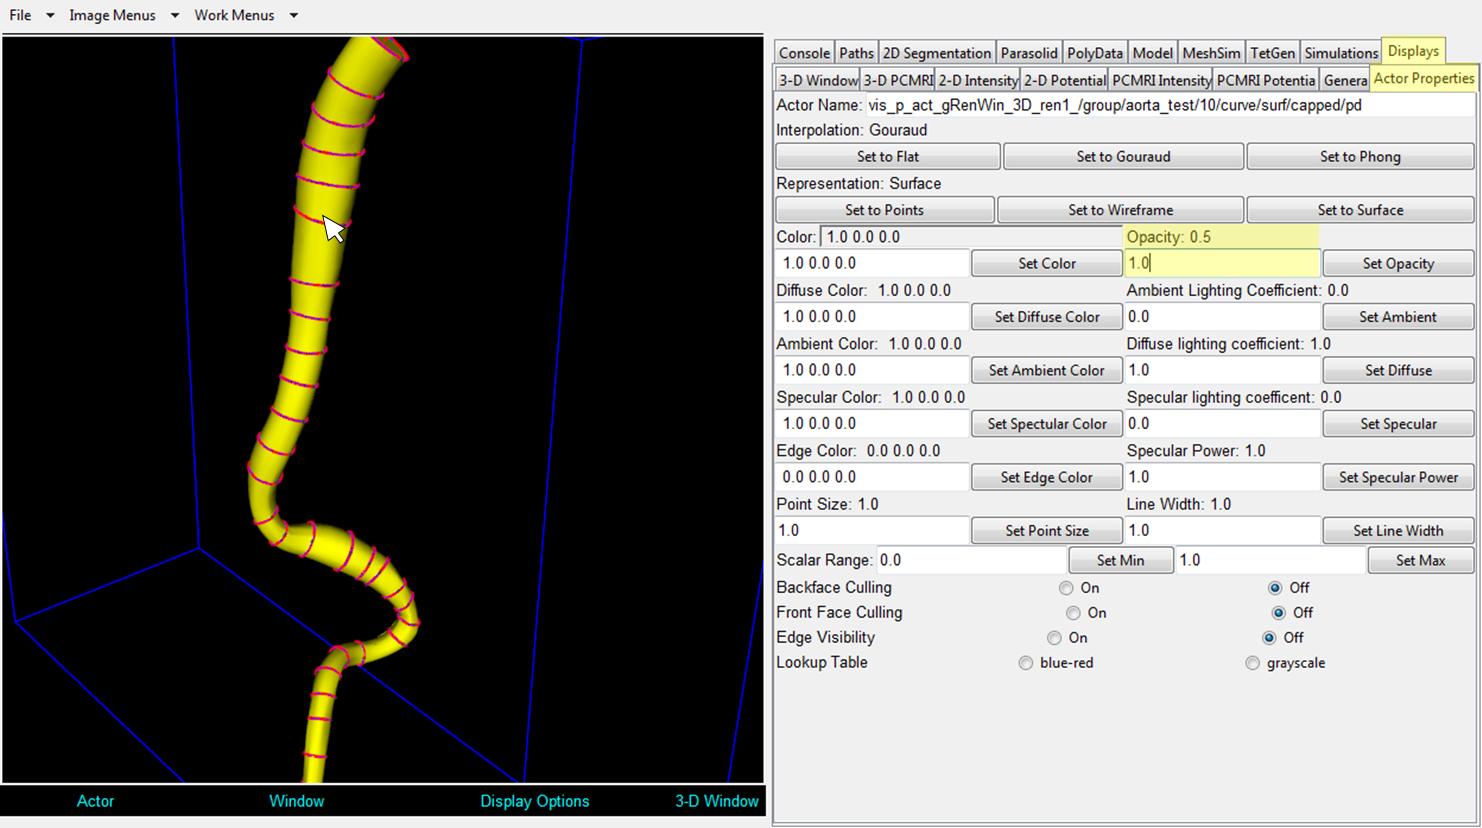 File Image Menus Work Menus
Console Paths 2D Segmentation Parasolid PolyData Model MeshSim TetGen Simulations Displays
3-D Window 3-D PCMRI 2-D Intensity 2-D Potential PCMRI Intensity PCMRI Potentia Genera Actor Properties
Actor Name: vis_p_act_gRenWin_3D_ren1_/group/aorta_test/10/curve/surf/capped/pd
Interpolation: Gouraud
Set to Flat Set to Gouraud Set to Phong
Representation: Surface
Set to Points Set to Wireframe Set to Surface
Color: 1.0 0.0 0.0 Opacity: 0.5
1.0 0.0 0.0 Set Color 1.0 Set Opacity
Diffuse Color: 1.0 0.0 0.0 Ambient Lighting Coefficient: 0.0
1.0 0.0 0.0 Set Diffuse Color 0.0 Set Ambient
Ambient Color: 1.0 0.0 0.0 Diffuse lighting coefficient: 1.0
1.0 0.0 0.0 Set Ambient Color 1.0 Set Diffuse
Specular Color: 1.0 0.0 0.0 Specular lighting coefficent: 0.0
1.0 0.0 0.0 Set Spectular Color 0.0 Set Specular
Edge Color: 0.0 0.0 0.0 Specular Power: 1.0
0.0 0.0 0.0 Set Edge Color 1.0 Set Specular Power
Point Size: 1.0 Line Width: 1.0
1.0 Set Point Size 1.0 Set Line Width
Scalar Range: 0.0 Set Min 1.0 Set Max
Backface Culling On Off
Front Face Culling On Off
Edge Visibility On Off
Lookup Table blue-red grayscale
Actor Window Display Options 3-D Window